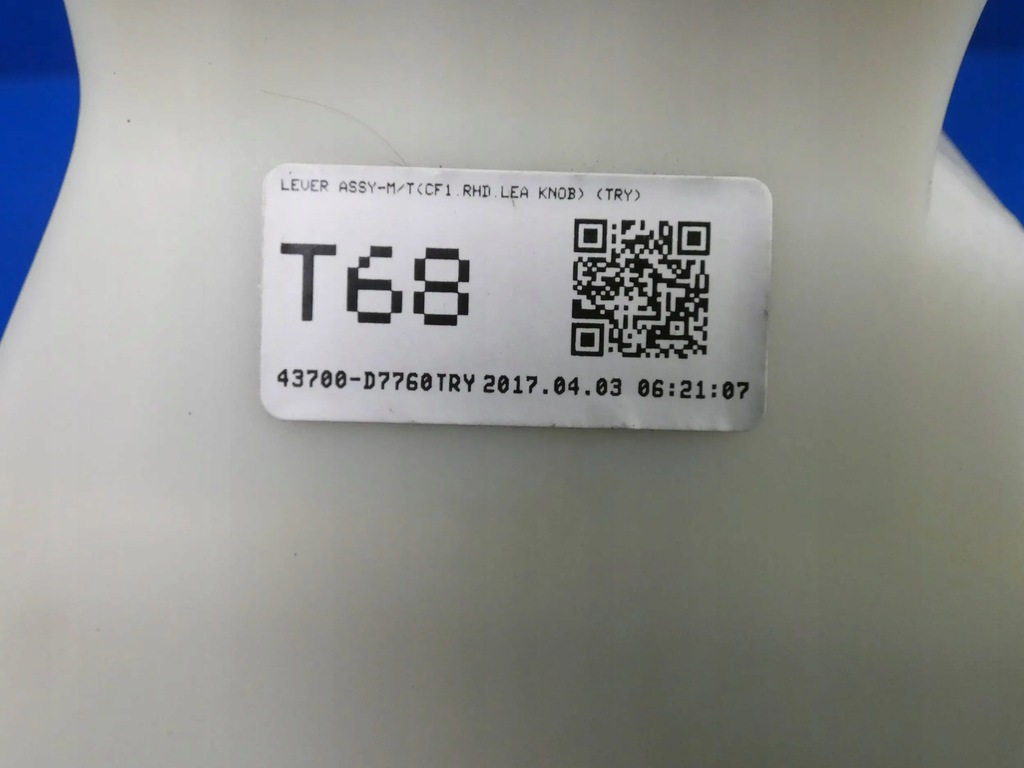 LEVER ASSY-M/T(CF1.RHD.LEA KNOB) (TRY)
T68
43700-D7760TRY 2017.04.03 06:21:07